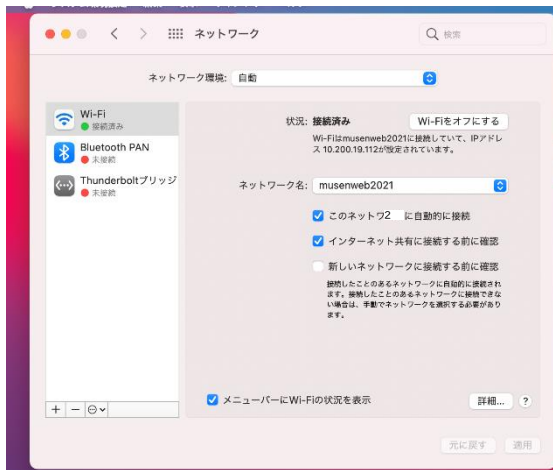 ネットワーク
検索
ネットワーク環境: 自動
Wi-Fi
接続済み
Bluetooth PAN
未接続
Thunderboltブリッジ
未接続
状況: 接続済み
Wi-Fiをオフにする
Wi-Fiはmusenweb2021に接続していて、IPアドレ
ス 10.200.19.112が設定されています。
ネットワーク名: musenweb2021
このネットワ2 に自動的に接続
インターネット共有に接続する前に確認
新しいネットワークに接続する前に確認
接続したことのあるネットワークに自動的に接続され
ます。接続したことのあるネットワークに接続できな
い場合は、手動でネットワークを選択する必要があり
ます。
メニューバーにWi-Fiの状況を表示
詳細...
?
元に戻す
適用